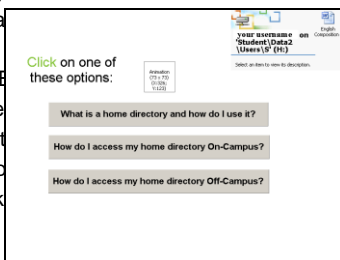 your username on
'Student\Data2
\Users\S' (H:)
English
Composition
Select an item to view its description.
Click on one of
these options:
Animation
(73 x 73)
What is a home directory and how do I use it?
How do I access my home directory On-Campus?
How do I access my home directory Off-Campus?